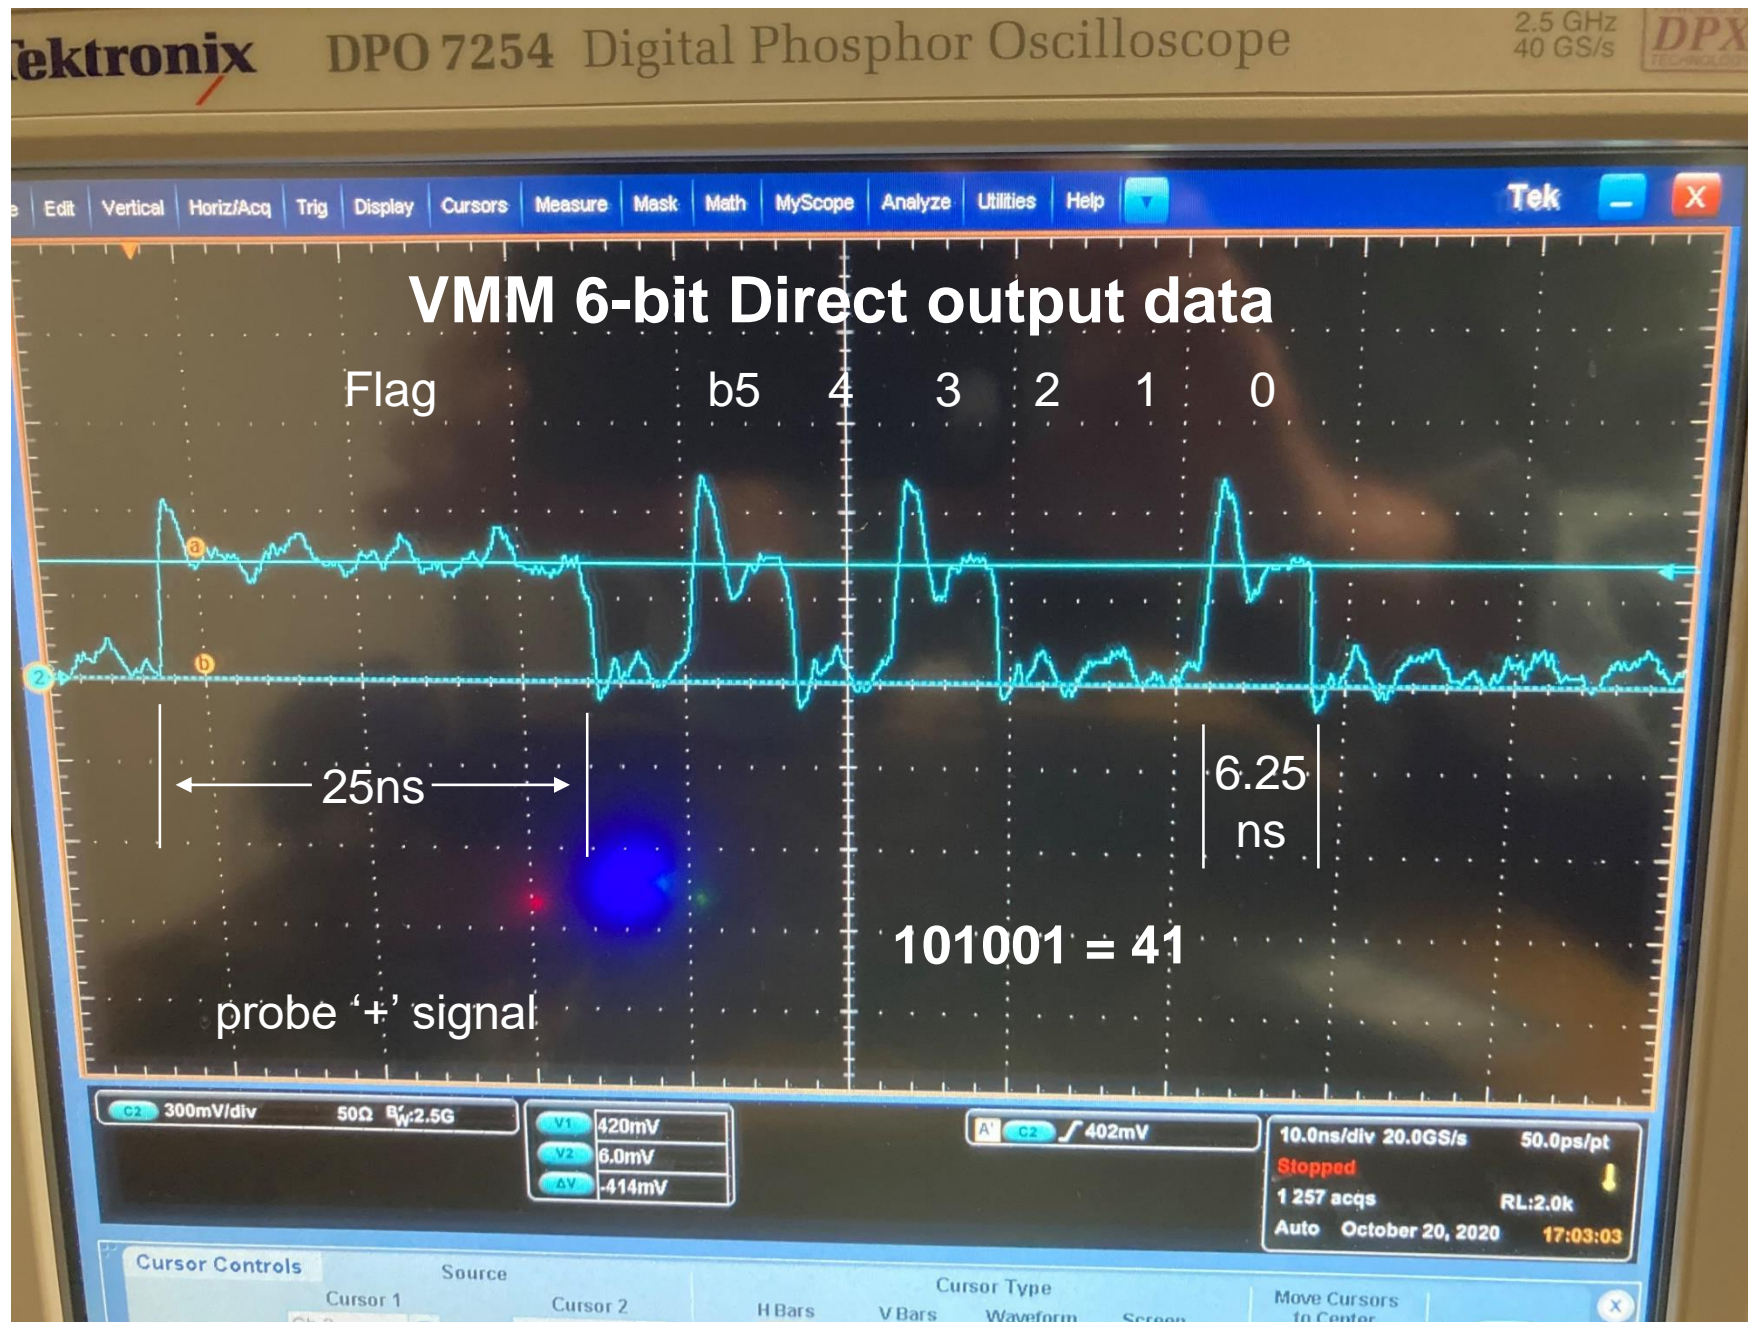 Tektronix DPO 7254 Digital Phosphor Oscilloscope
2.5 GHz
40 GS/s
DPX
Edit Vertical Horiz/Acq Trig Display Cursors Measure Mask Math MyScope Analyze Utilities Help Tek X
VMM 6-bit Direct output data
Flag b5 4 3 2 1 0
a
b
2
25ns
6.25
ns
101001 = 41
probe ‘+’ signal
C2 300mV/div 50Ω BW:2.5G
V1 420mV
V2 6.0mV
ΔV -414mV
A' C2 402mV
10.0ns/div 20.0GS/s 50.0ps/pt
Stopped
1 257 acqs RL:2.0k
Auto October 20, 2020 17:03:03
Cursor Controls
Source
Cursor 1
Cursor 2
Cursor Type
H Bars V Bars Waveform Screen
Move Cursors
to Center
X